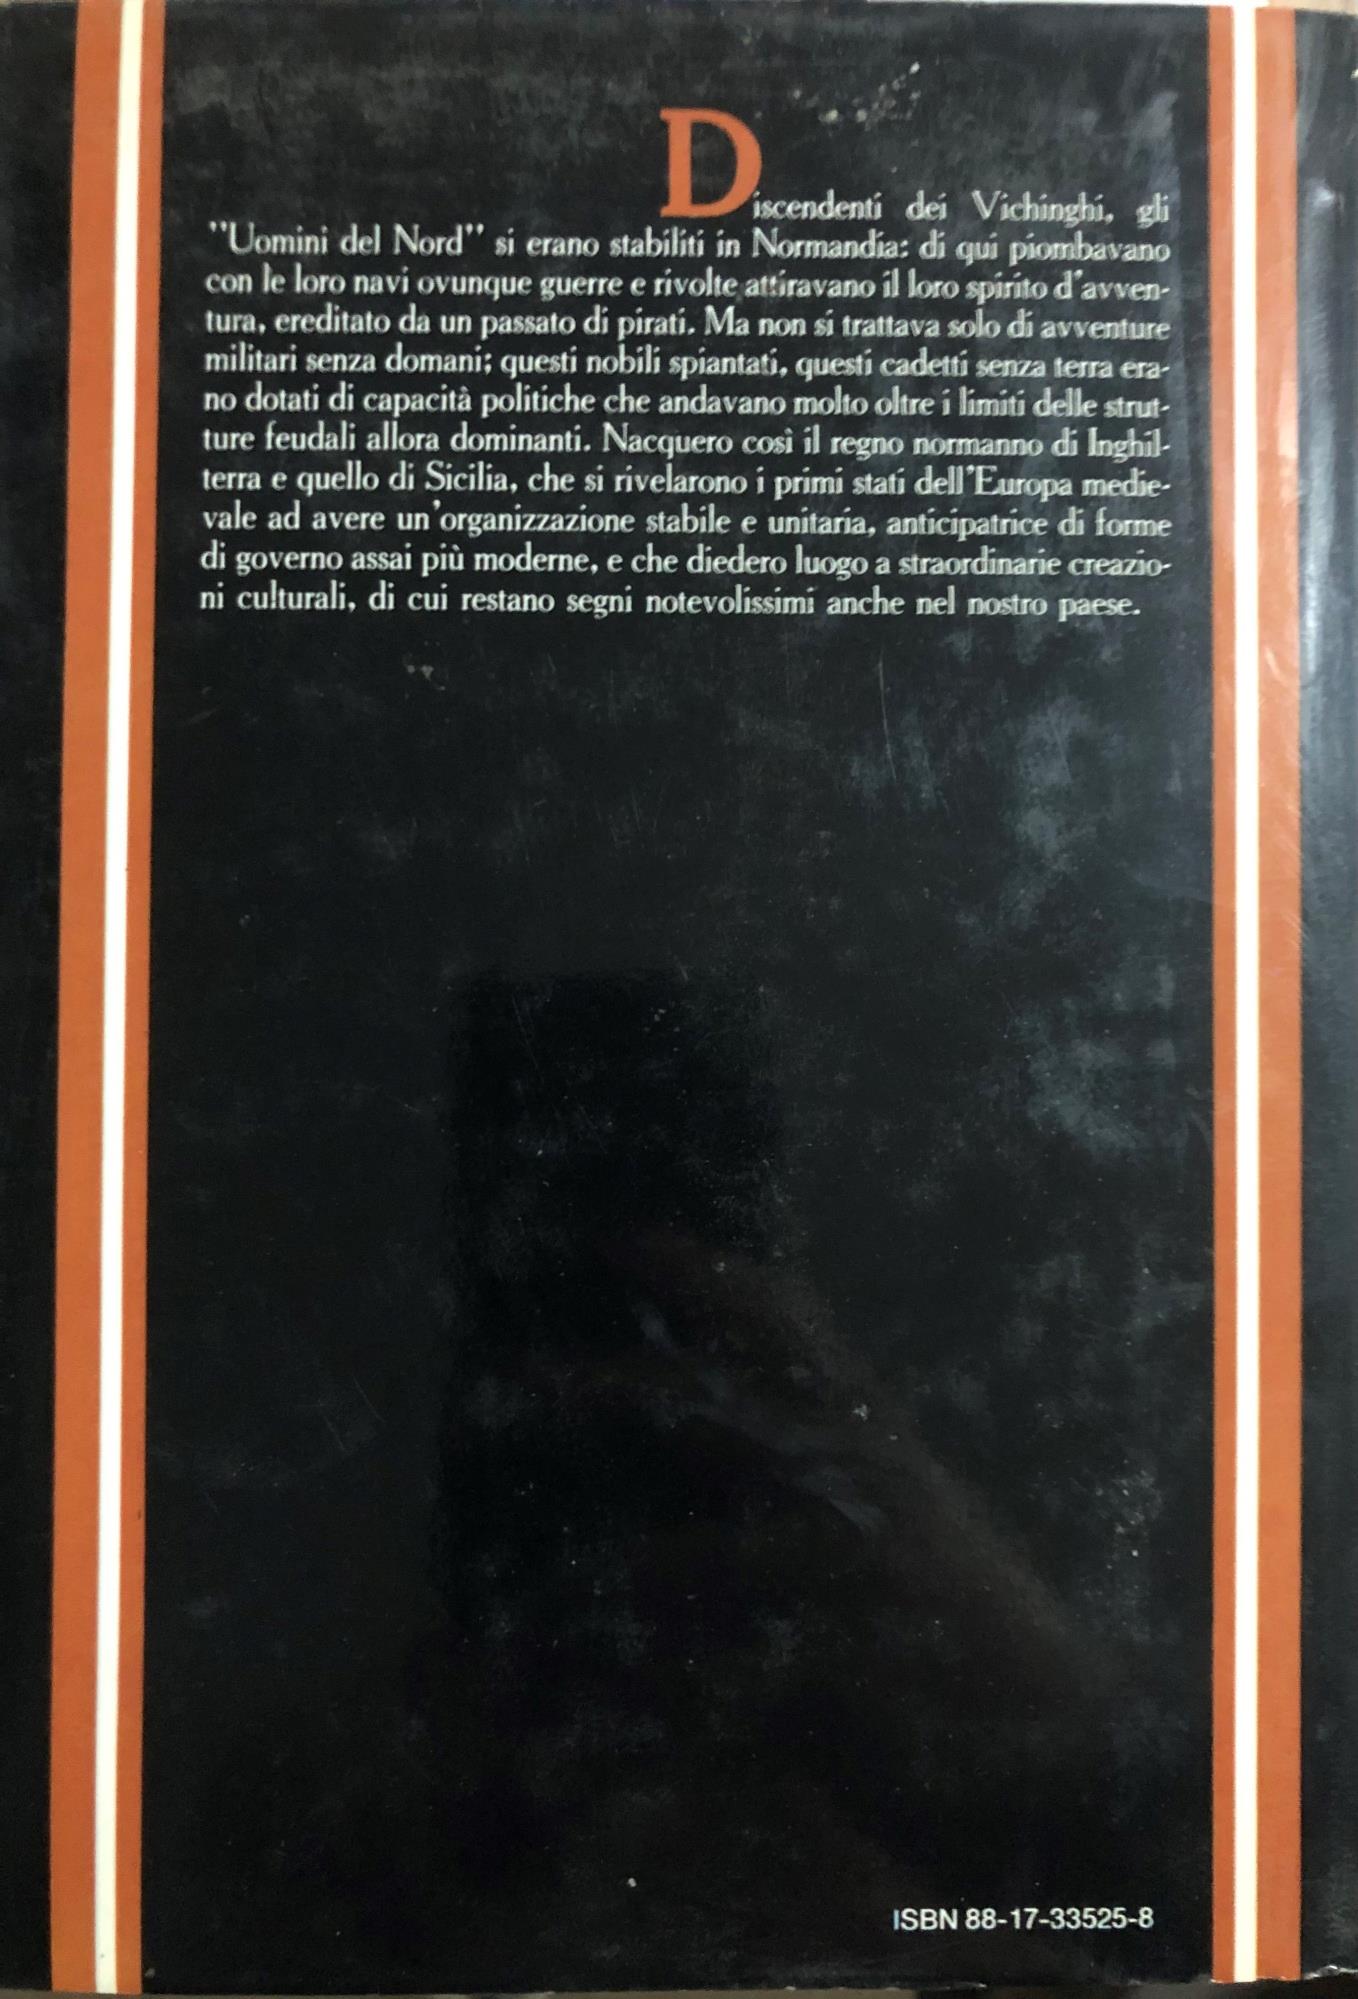 Discendenti dei Vichinghi, gli
"Uomini del Nord" si erano stabiliti in Normandia: di qui piombavano
con le loro navi ovunque guerre e rivolte attiravano il loro spirito d'avven-
tura, ereditato da un passato di pirati. Ma non si trattava solo di avventure
militari senza domani; questi nobili spiantati, questi cadetti senza terra era-
no dotati di capacità politiche che andavano molto oltre i limiti delle strut-
ture feudali allora dominanti. Nacquero così il regno normanno di Inghil-
terra e quello di Sicilia, che si rivelarono i primi stati dell'Europa medie-
vale ad avere un'organizzazione stabile e unitaria, anticipatrice di forme
di governo assai più moderne, e che diedero luogo a straordinarie creazio-
ni culturali, di cui restano segni notevolissimi anche nel nostro paese.
ISBN 88-17-33525-8